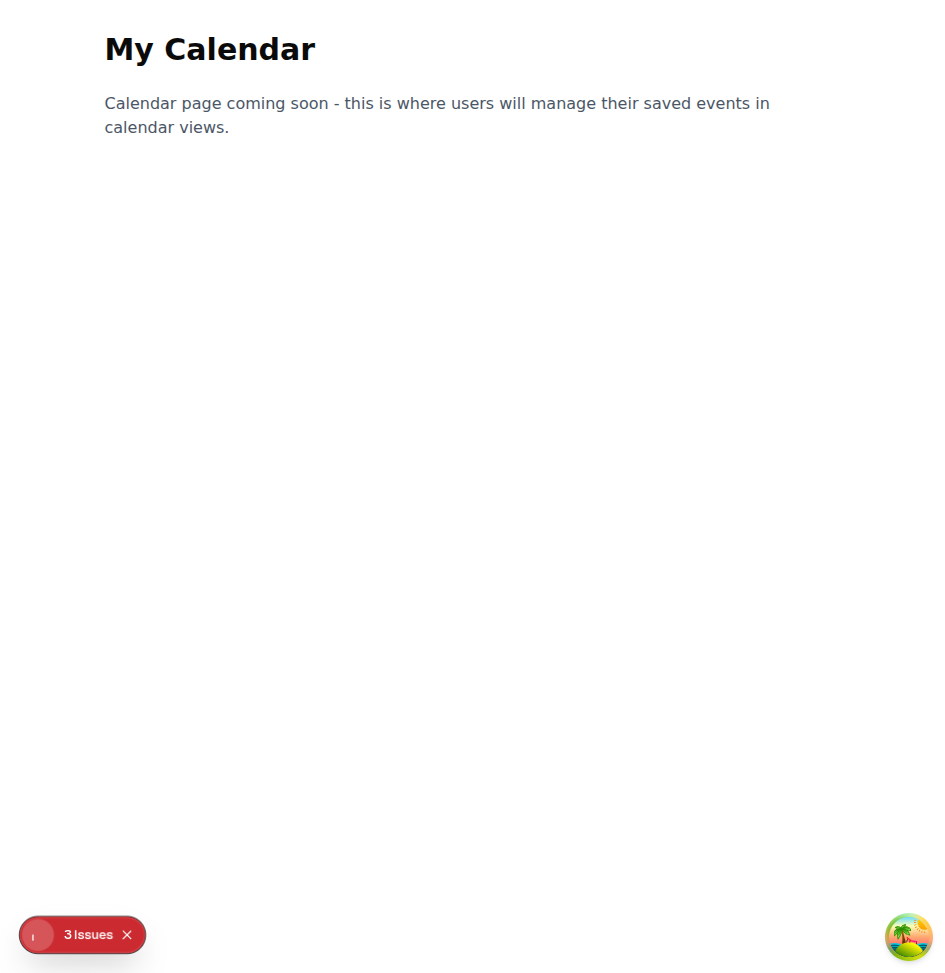 My Calendar
Calendar page coming soon - this is where users will manage their saved events in
calendar views.
3 Issues